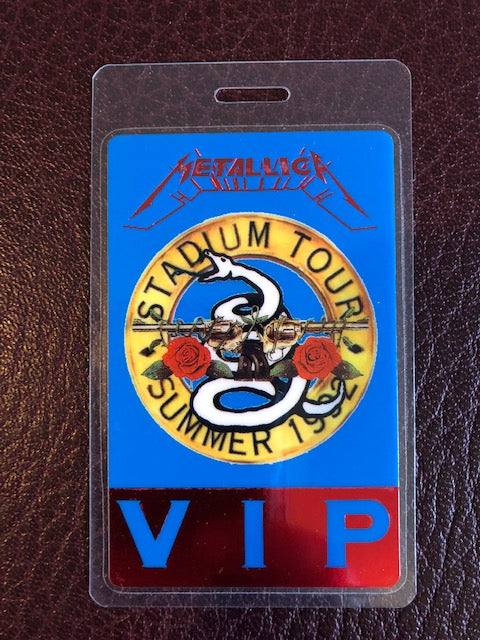 METALLICA
STADIUM TOUR
SUMMER 1992
VIP